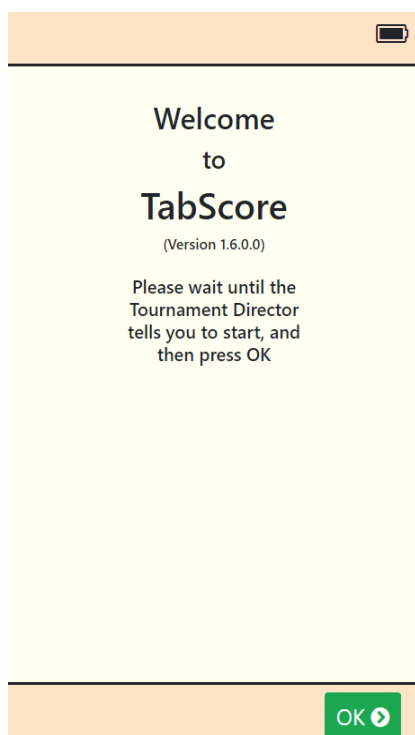 Welcome
to
TabScore
(Version 1.6.0.0)
Please wait until the
Tournament Director
tells you to start, and
then press OK
OK